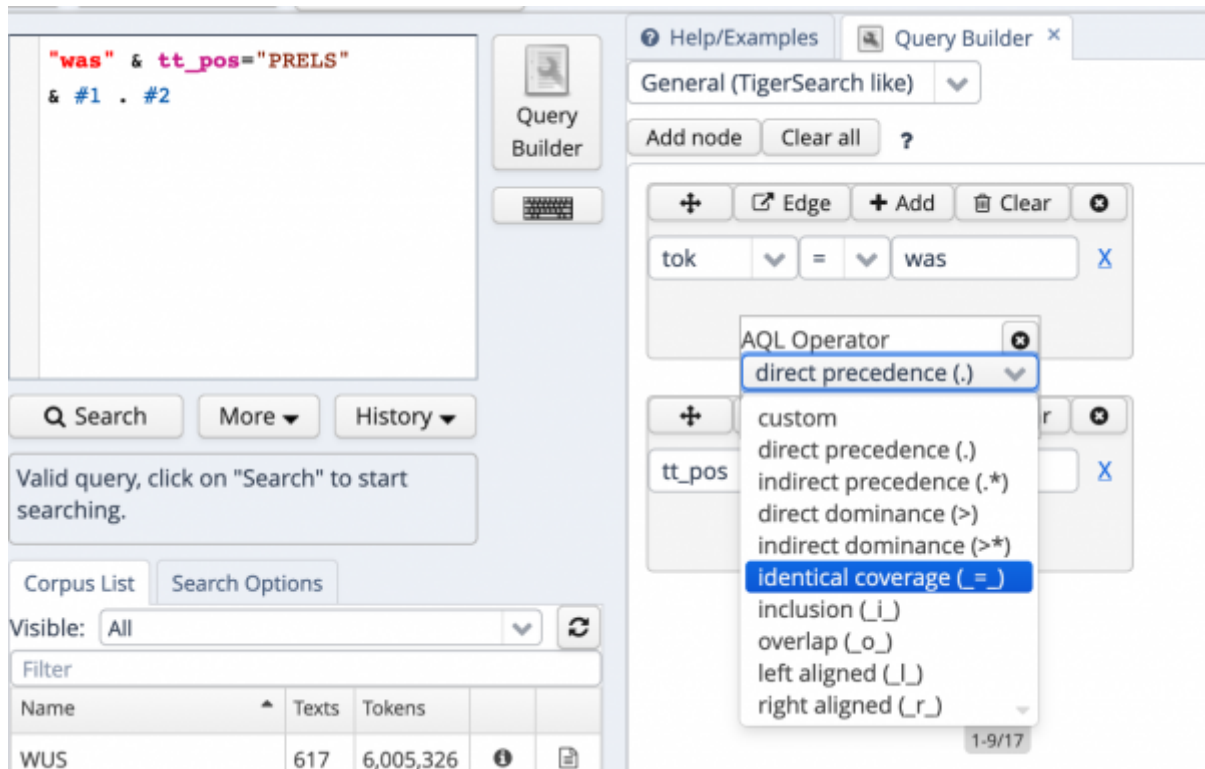 "was" & tt_pos="PRELS"
& #1 . #2
Query
Builder
Search
More
History
Valid query, click on "Search" to start
searching.
Corpus List
Search Options
Visible: All
Filter
Name
Texts
Tokens
WUS
617
6,005,326
Help/Examples
Query Builder
General (TigerSearch like)
Add node
Clear all
?
Edge
Add
Clear
tok
=
was
X
AQL Operator
direct precedence (.)
tt_pos
r
X
custom
direct precedence (.)
indirect precedence (.*)
direct dominance (>)
indirect dominance (>*)
identical coverage (_=_)
inclusion (_i_)
overlap (_o_)
left aligned (_l_)
right aligned (_r_)
1-9/17